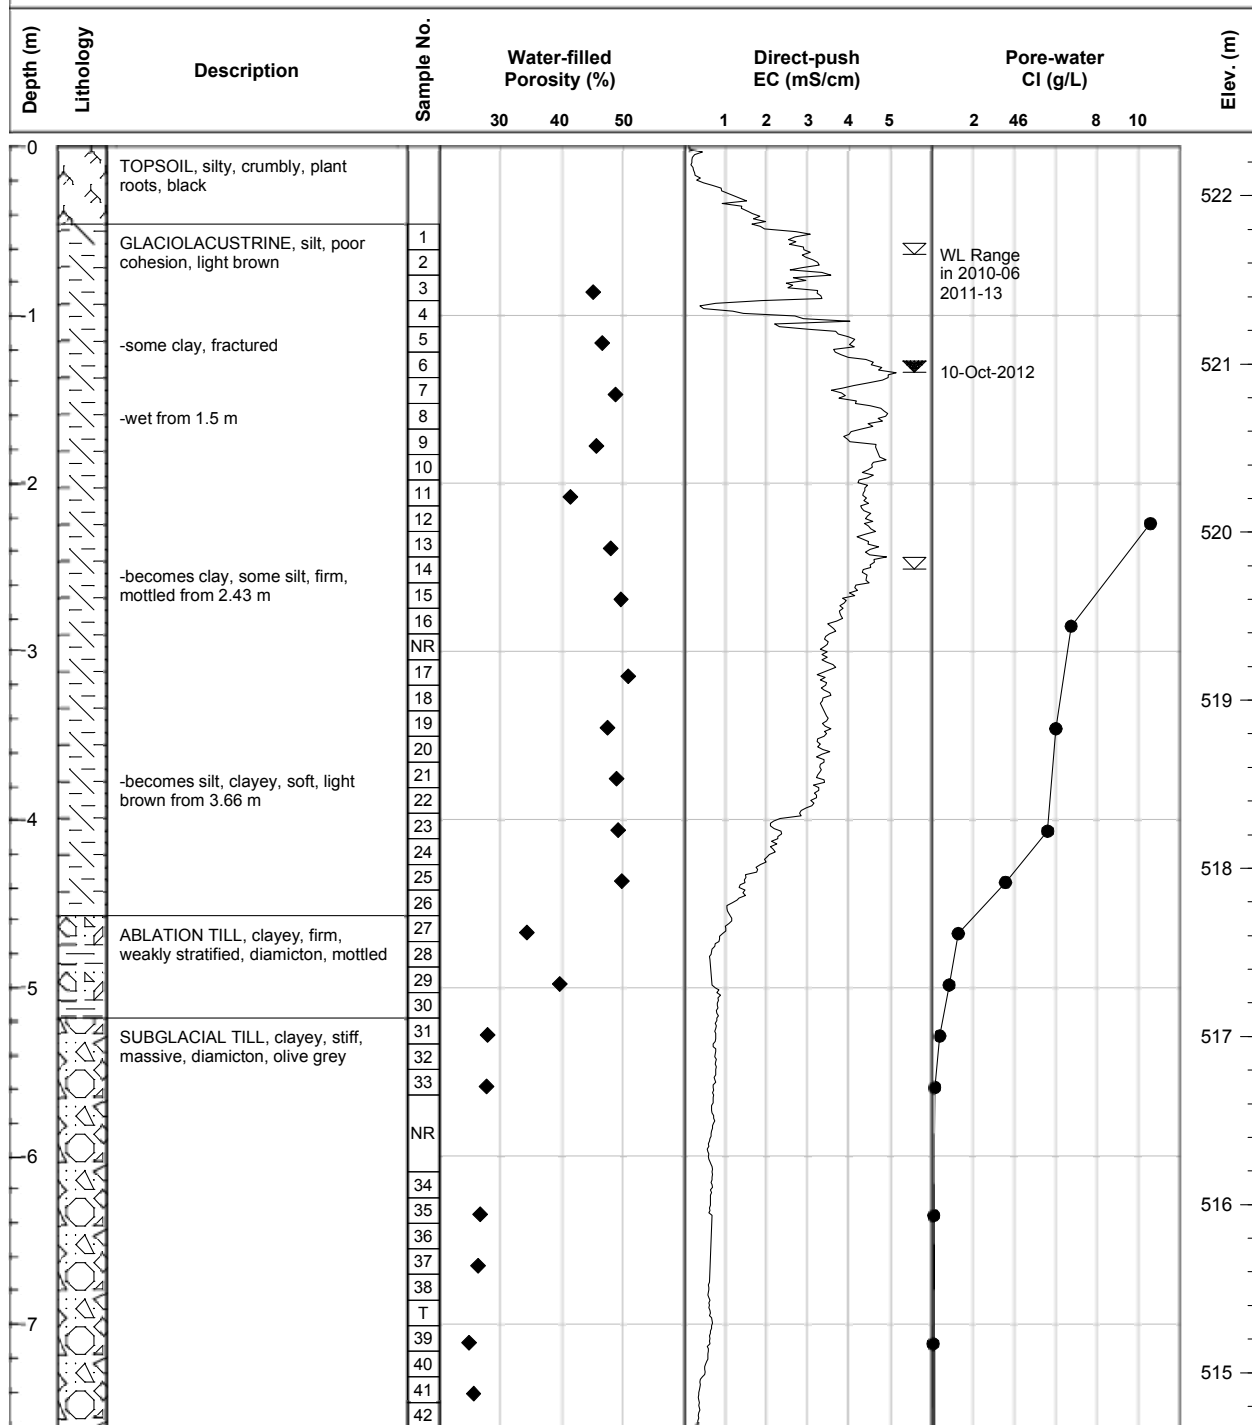 Depth (m)
Lithology
Description
Sample No.
Water-filled
Porosity (%)
Direct-push
EC (mS/cm)
Pore-water
Cl (g/L)
Elev. (m)
30 40 50
1 2 3 4 5
2 46 8 10
0
TOPSOIL, silty, crumbly, plant
roots, black
522
GLACIOLACUSTRINE, silt, poor
cohesion, light brown
1
2
3
WL Range
in 2010-06
2011-13
1
4
-some clay, fractured
5
6
521
10-Oct-2012
7
-wet from 1.5 m
8
9
10
2
11
12
520
13
-becomes clay, some silt, firm,
mottled from 2.43 m
14
15
16
NR
3
17
18
519
19
20
-becomes silt, clayey, soft, light
brown from 3.66 m
21
22
4
23
24
518
25
26
ABLATION TILL, clayey, firm,
weakly stratified, diamicton, mottled
27
28
29
5
30
517
SUBGLACIAL TILL, clayey, stiff,
massive, diamicton, olive grey
31
32
33
NR
6
34
35
516
36
37
38
T
7
39
40
515
41
42